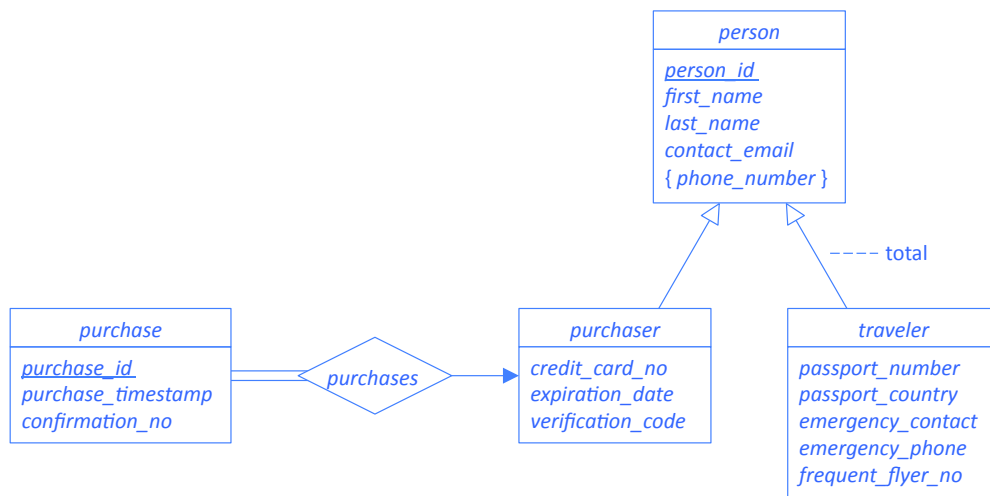 person
person_id
first_name
last_name
contact_email
{ phone_number }
total
purchase
purchase_id
purchase_timestamp
confirmation_no
purchases
purchaser
credit_card_no
expiration_date
verification_code
traveler
passport_number
passport_country
emergency_contact
emergency_phone
frequent_flyer_no